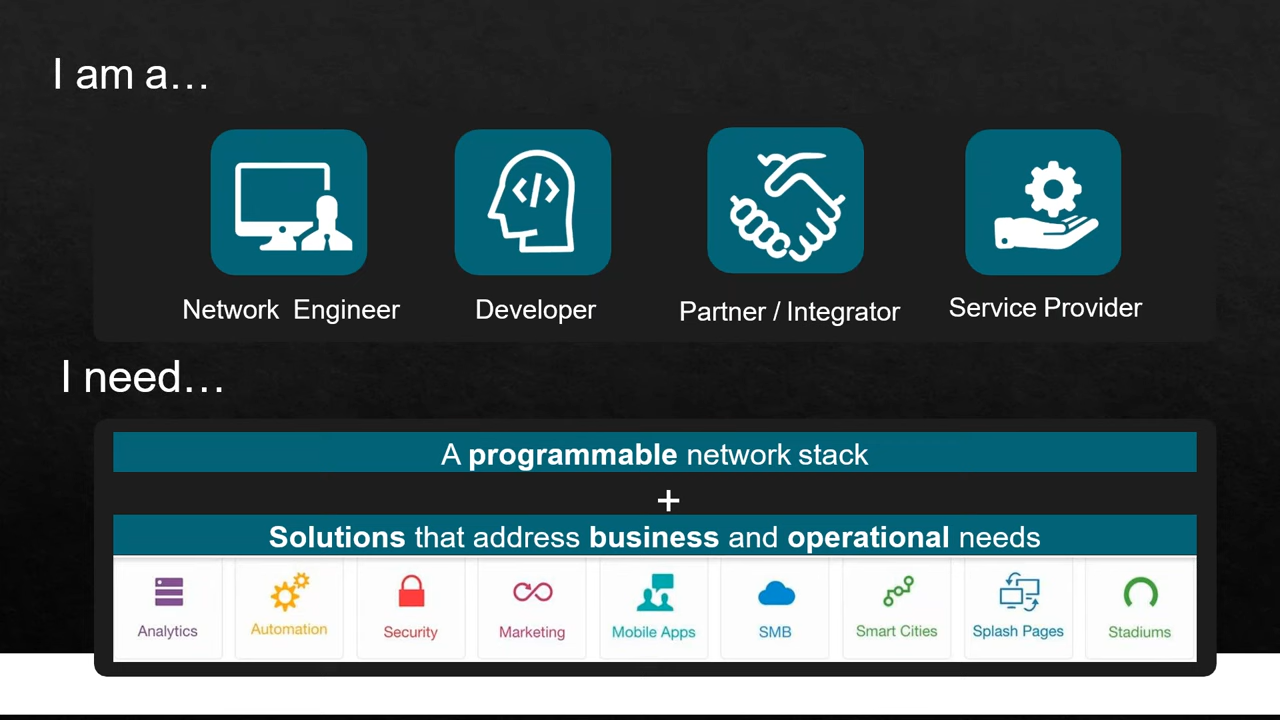 I am a…
</>
Network Engineer
Developer
Partner / Integrator
Service Provider
I need…
A programmable network stack
+
Solutions that address business and operational needs
Analytics
Automation
Security
Marketing
Mobile Apps
SMB
Smart Cities
Splash Pages
Stadiums